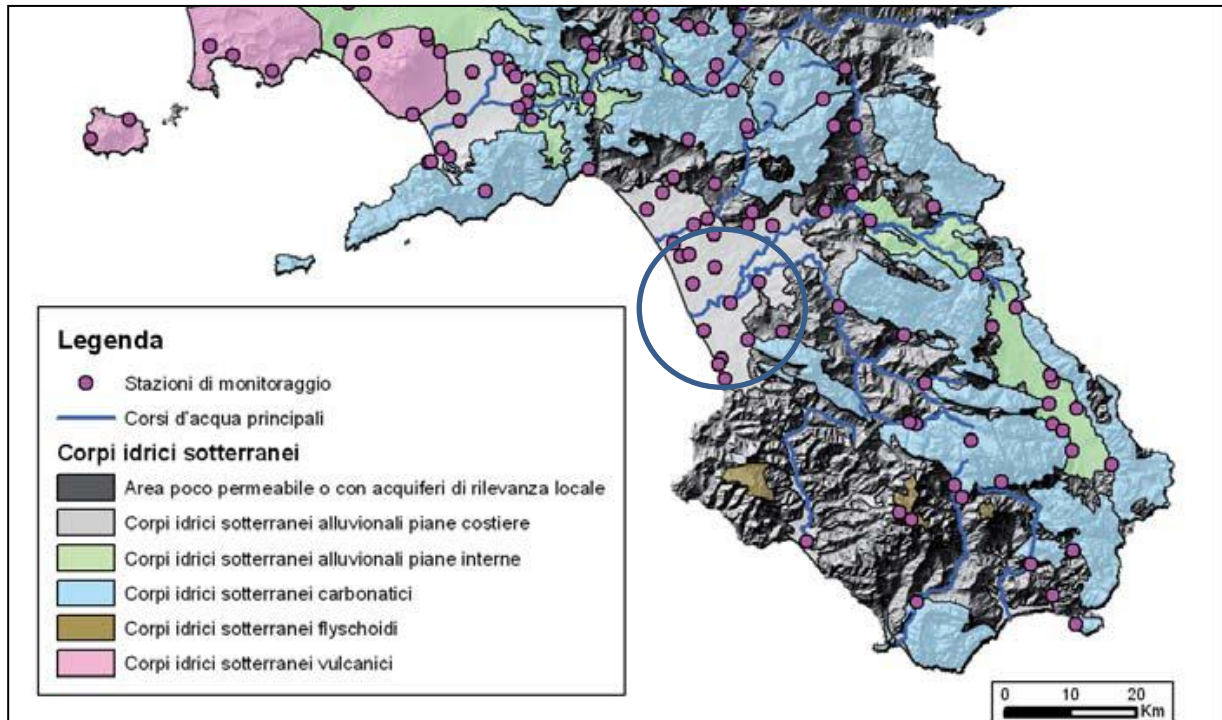 Legenda
Stazioni di monitoraggio
Corsi d'acqua principali
Corpi idrici sotterranei
Area poco permeabile o con acquiferi di rilevanza locale
Corpi idrici sotterranei alluvionali piane costiere
Corpi idrici sotterranei alluvionali piane interne
Corpi idrici sotterranei carbonatici
Corpi idrici sotterranei flyschoidi
Corpi idrici sotterranei vulcanici
0 10 20
Km